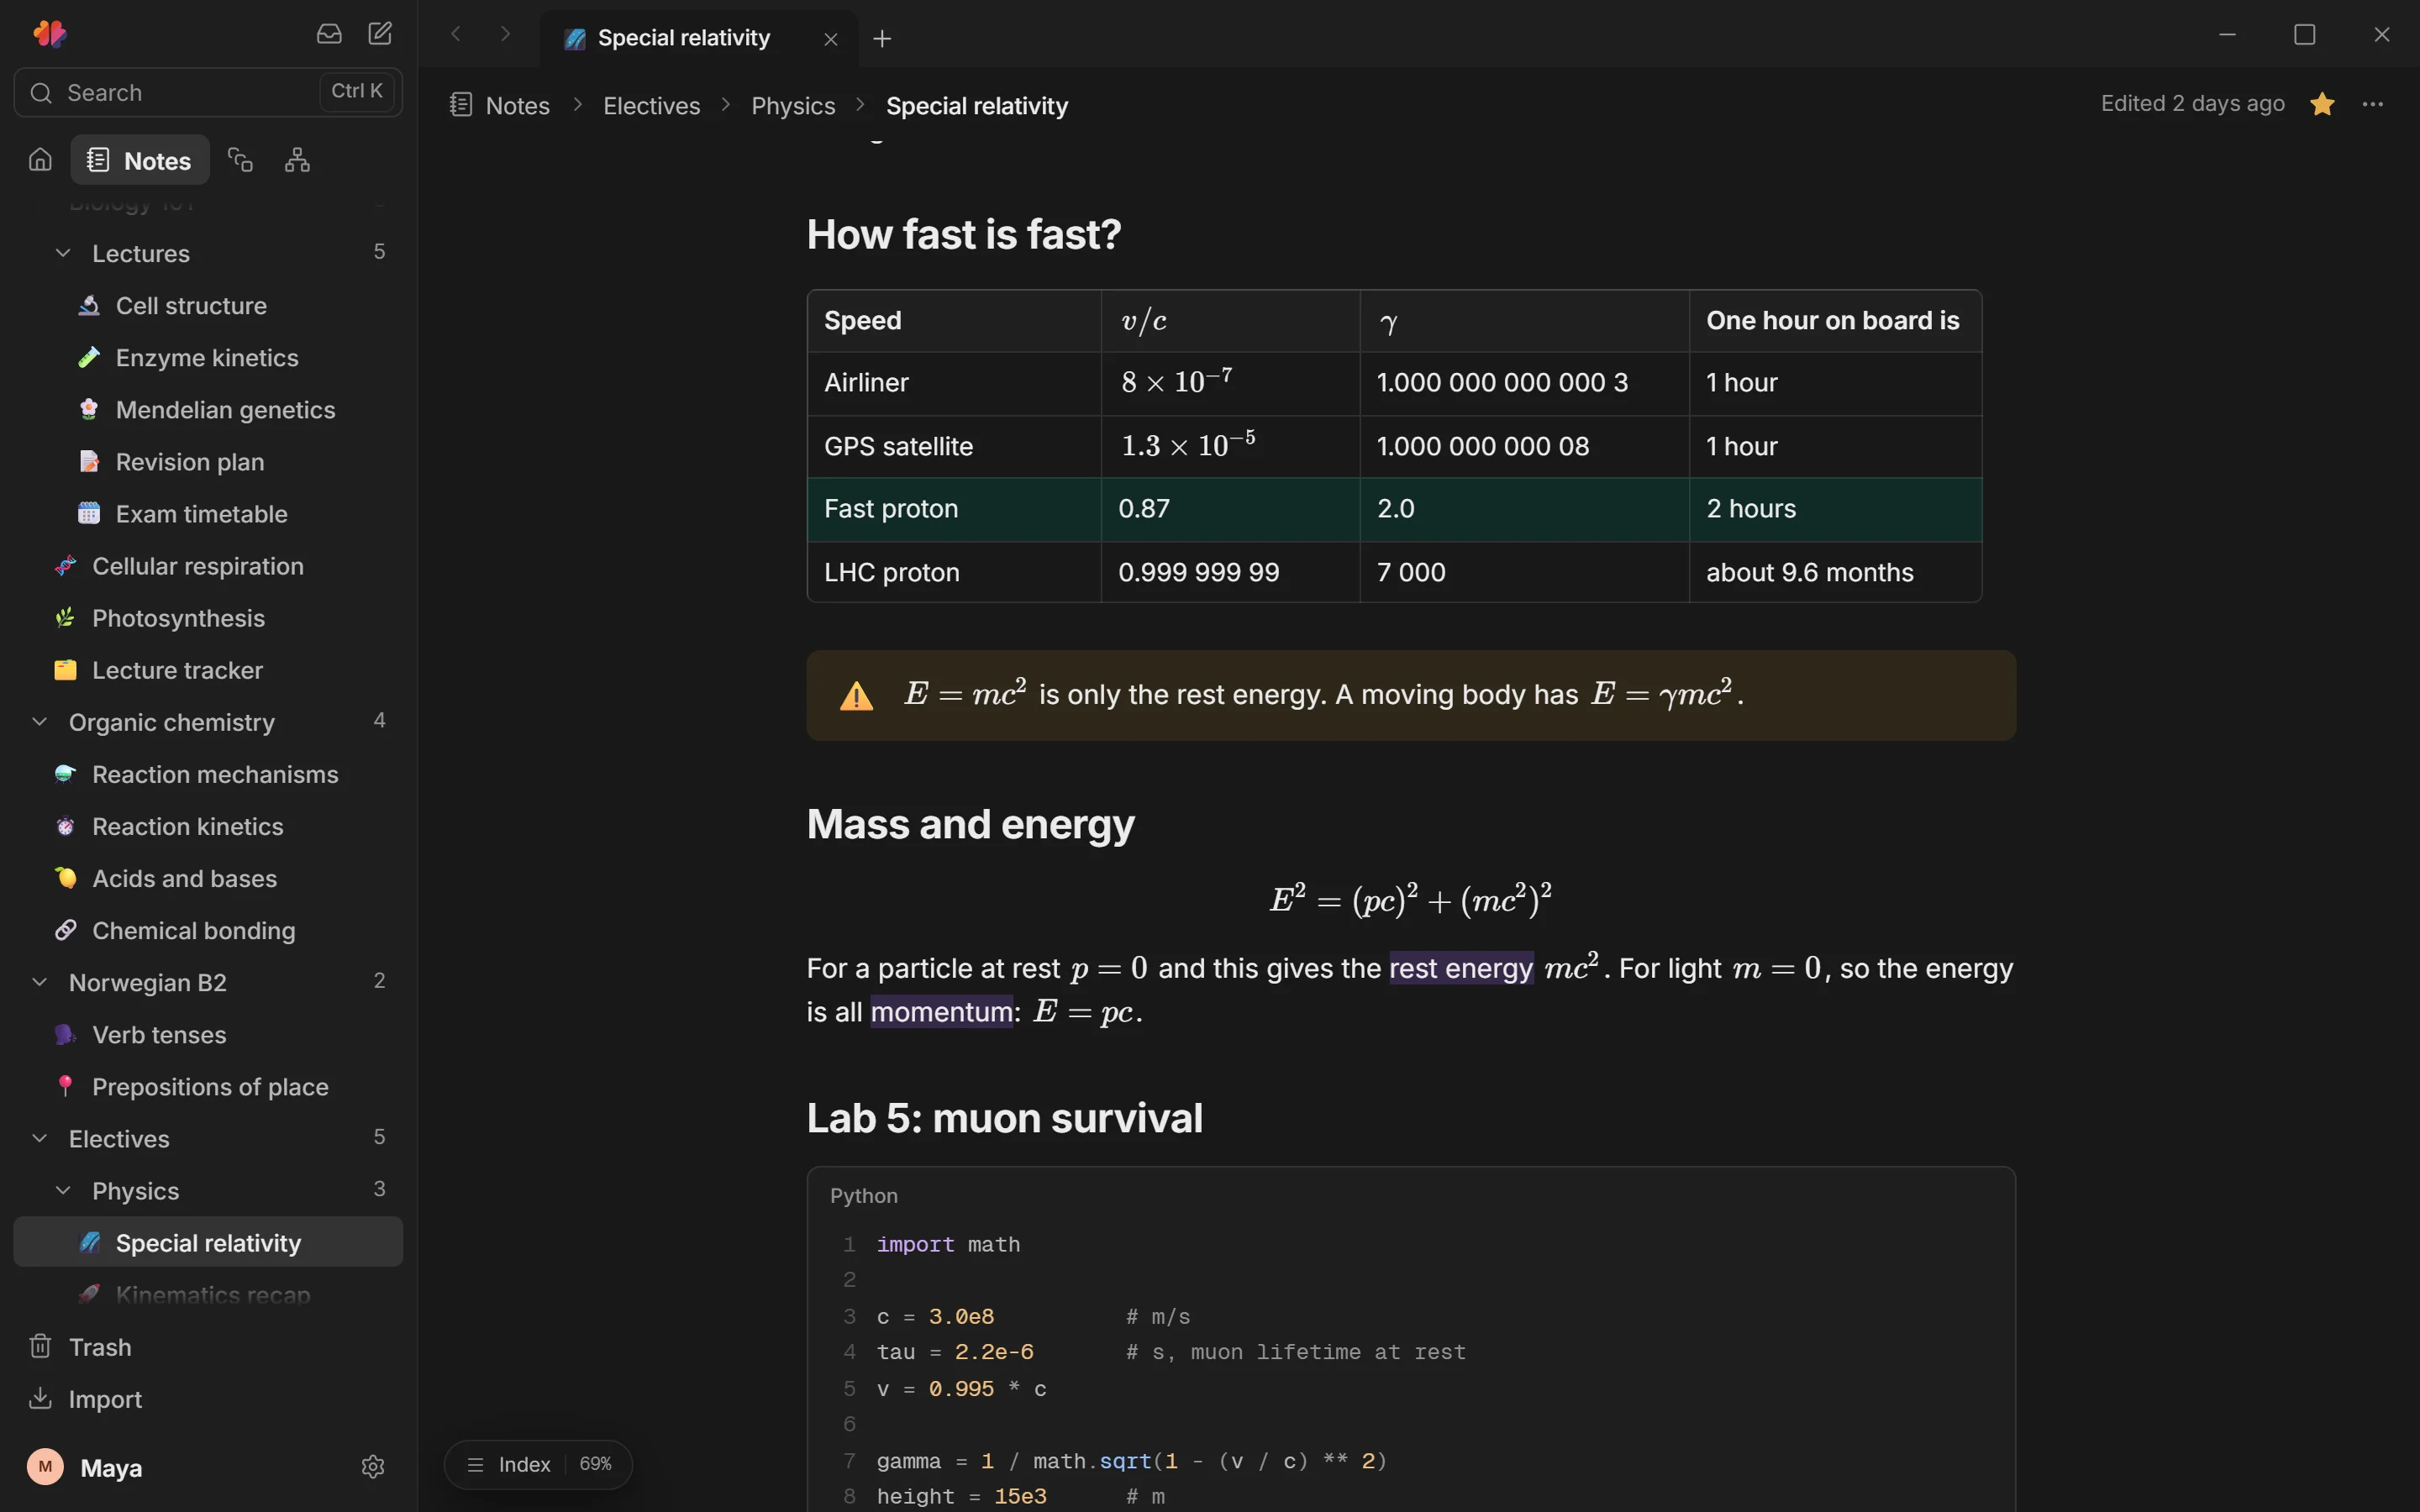 Special relativity
Search Ctrl K
Notes
Notes > Electives > Physics > Special relativity
Edited 2 days ago
Lectures 5
Cell structure
Enzyme kinetics
Mendelian genetics
Revision plan
Exam timetable
Cellular respiration
Photosynthesis
Lecture tracker
Organic chemistry 4
Reaction mechanisms
Reaction kinetics
Acids and bases
Chemical bonding
Norwegian B2 2
Verb tenses
Prepositions of place
Electives 5
Physics 3
Special relativity
Kinematics recap
Trash
Import
M Maya
How fast is fast?
Speed v/c γ One hour on board is
Airliner 8 × 10⁻⁷ 1.000 000 000 000 3 1 hour
GPS satellite 1.3 × 10⁻⁵ 1.000 000 000 08 1 hour
Fast proton 0.87 2.0 2 hours
LHC proton 0.999 999 99 7 000 about 9.6 months
E = mc² is only the rest energy. A moving body has E = γmc².
Mass and energy
E² = (pc)² + (mc²)²
For a particle at rest p = 0 and this gives the rest energy mc². For light m = 0, so the energy
is all momentum: E = pc.
Lab 5: muon survival
Python
1 import math
2
3 c = 3.0e8 # m/s
4 tau = 2.2e-6 # s, muon lifetime at rest
5 v = 0.995 * c
6
7 gamma = 1 / math.sqrt(1 - (v / c) ** 2)
8 height = 15e3 # m
Index 69%